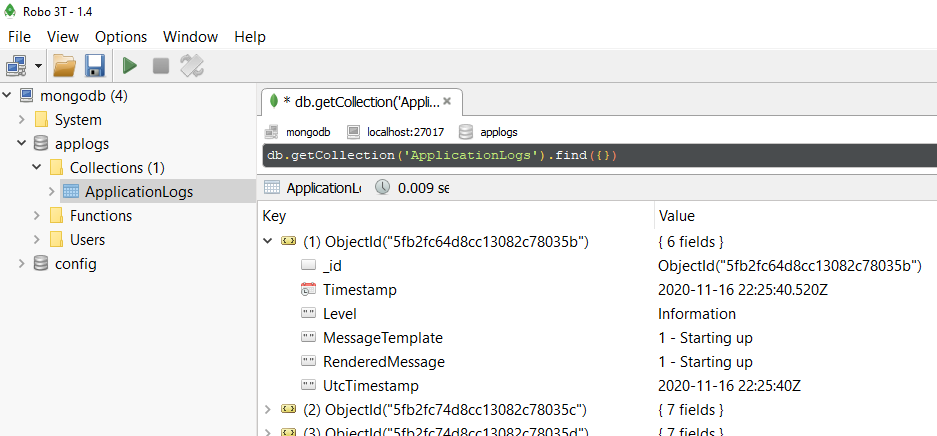 Robo 3T - 1.4
File View Options Window Help
mongodb (4)
System
applogs
Collections (1)
ApplicationLogs
Functions
Users
config
* db.getCollection('Appli...
mongodb localhost:27017 applogs
db.getCollection('ApplicationLogs').find({})
ApplicationLo 0.009 se
Key Value
(1) ObjectId("5fb2fc64d8cc13082c78035b") { 6 fields }
_id ObjectId("5fb2fc64d8cc13082c78035b")
Timestamp 2020-11-16 22:25:40.520Z
Level Information
MessageTemplate 1 - Starting up
RenderedMessage 1 - Starting up
UtcTimestamp 2020-11-16 22:25:40Z
(2) ObjectId("5fb2fc74d8cc13082c78035c") { 7 fields }
(3) ObjectId("5fb2fc74d8cc13082c78035d") { 7 fields }